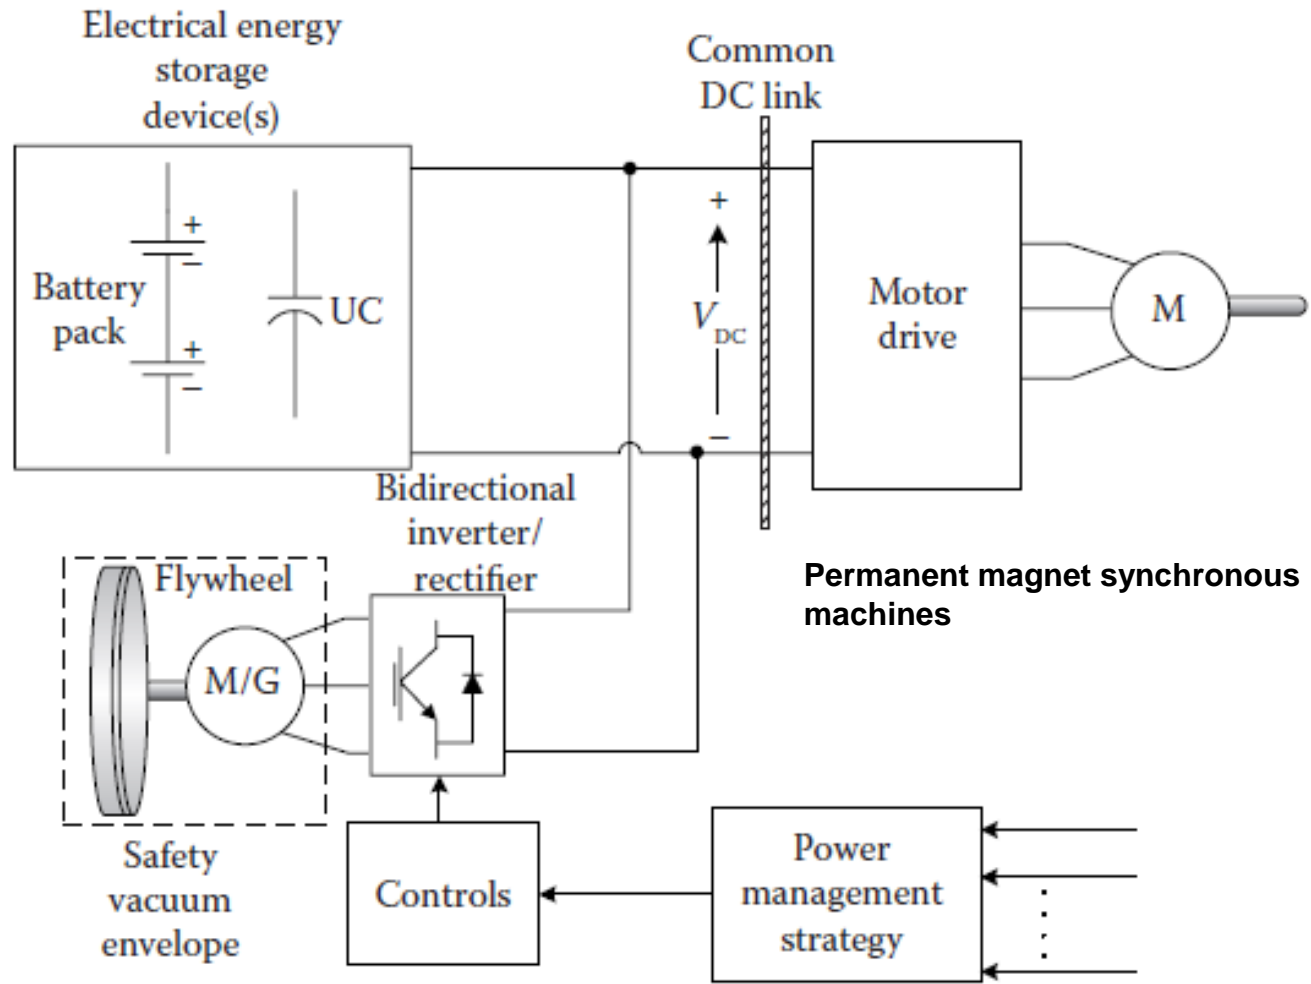 Electrical energy
storage
device(s)
Common
DC link
+
–
Battery
pack
+
–
UC
+
V DC
–
Motor
drive
M
Bidirectional
inverter/
rectifier
Flywheel
M/G
Permanent magnet synchronous
machines
Safety
vacuum
envelope
Controls
Power
management
strategy